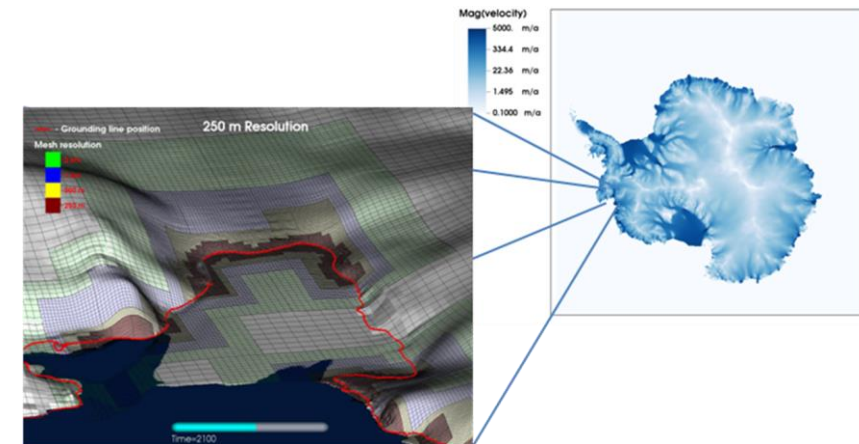 Mag(velocity)
5000. m/a
334.4 m/a
22.36 m/a
1.495 m/a
0.1000 m/a
250 m Resolution
- Grounding line position
Mesh resolution
250 m
Time=2100